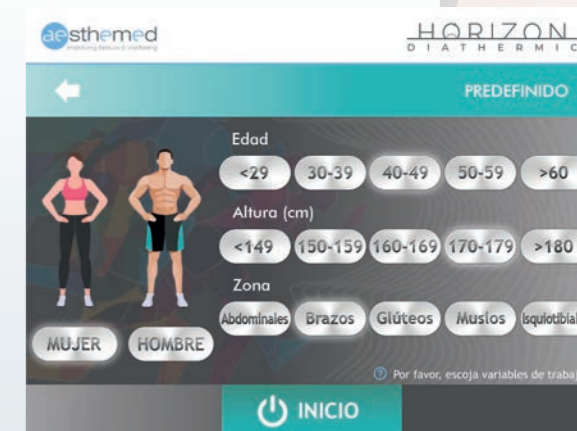 aesthemed
HORIZON
Improving Beauty & Wellbeing
DIATHERMIC
PREDEFINIDO
Edad
<29 30-39 40-49 50-59 >60
Altura (cm)
<149 150-159 160-169 170-179 >180
Zona
Abdominales Brazos Glúteos Muslos Isquiotibial
MUJER HOMBRE
Por favor, escoja variables de trabaj
INICIO